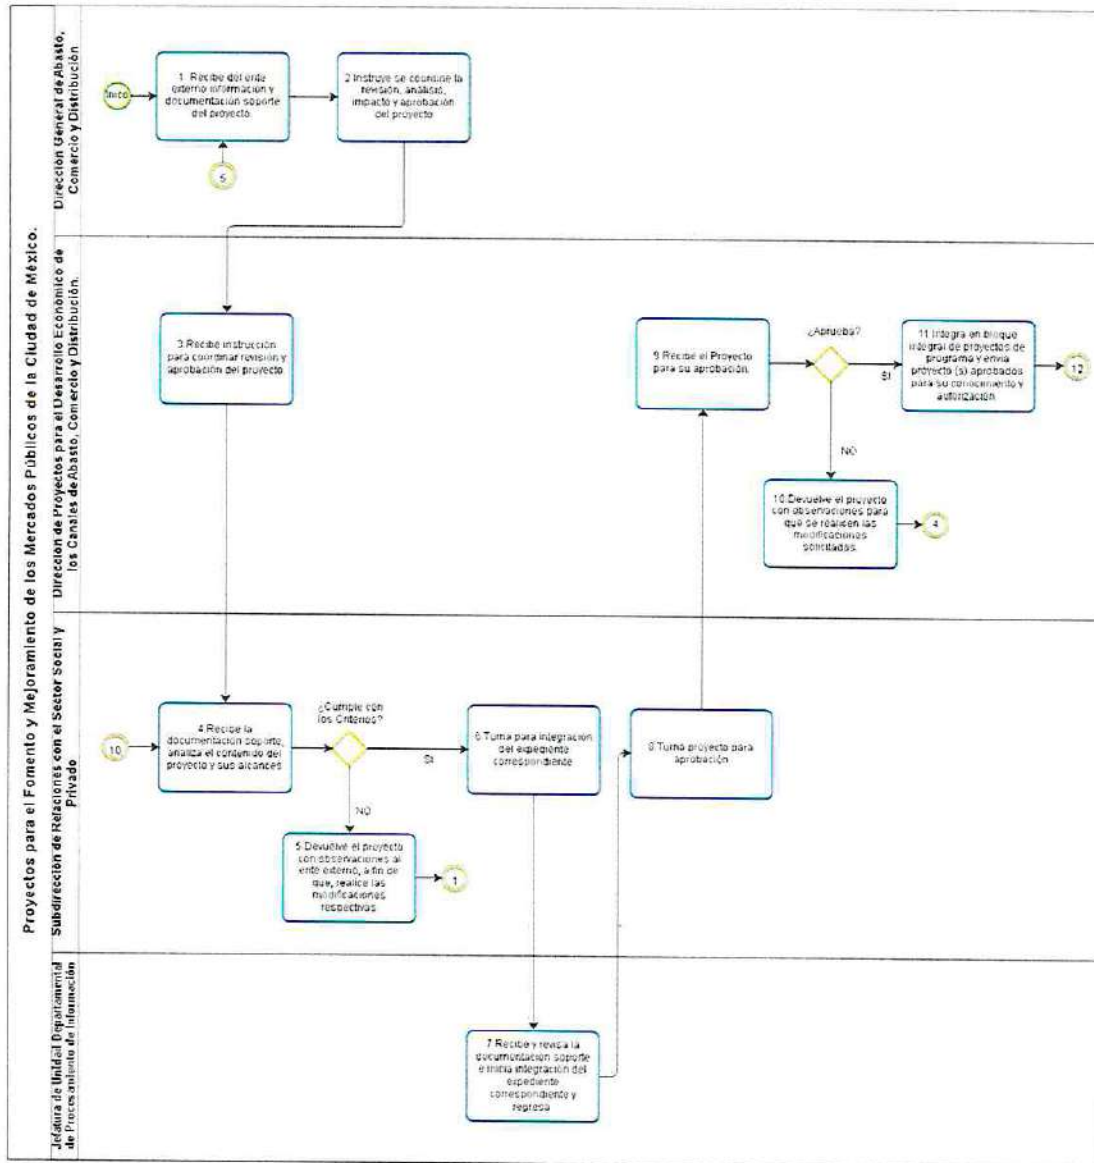 Proyectos para el Fomento y Mejoramiento de los Mercados Públicos de la Ciudad de México.
Dirección General de Abasto,
Comercio y Distribución
Inicio
1. Recibe del ente
externo información y
documentación soporte
del proyecto.
2.Instruye se coordine la
revisión, análisis,
impacto y aprobación
del proyecto
5
Dirección de Proyectos para el Desarrollo Económico de
los Canales de Abasto, Comercio y Distribución.
3.Recibe instrucción
para coordinar revisión y
aprobación del proyecto
9.Recibe el Proyecto
para su aprobación.
¿Aprueba?
SI
NO
11.Integra en bloque
integral de proyectos de
programa y envía
proyecto (s) aprobados
para su conocimiento y
autorización
12
10.Devuelve el proyecto
con observaciones para
que se realicen las
modificaciones
solicitadas.
4
Subdirección de Relaciones con el Sector Social y
Privado
10
4.Recibe la
documentación soporte,
analiza el contenido del
proyecto y sus alcances
¿Cumple con
los Criterios?
SI
NO
6.Turna para integración
del expediente
correspondiente
8.Turna proyecto para
aprobación
5.Devuelve el proyecto
con observaciones al
ente externo, a fin de
que, realice las
modificaciones
respectivas
1
Jefatura de Unidad Departamental
de Procesamiento de Información
7.Recibe y revisa la
documentación soporte
e inicia integración del
expediente
correspondiente y
regresa